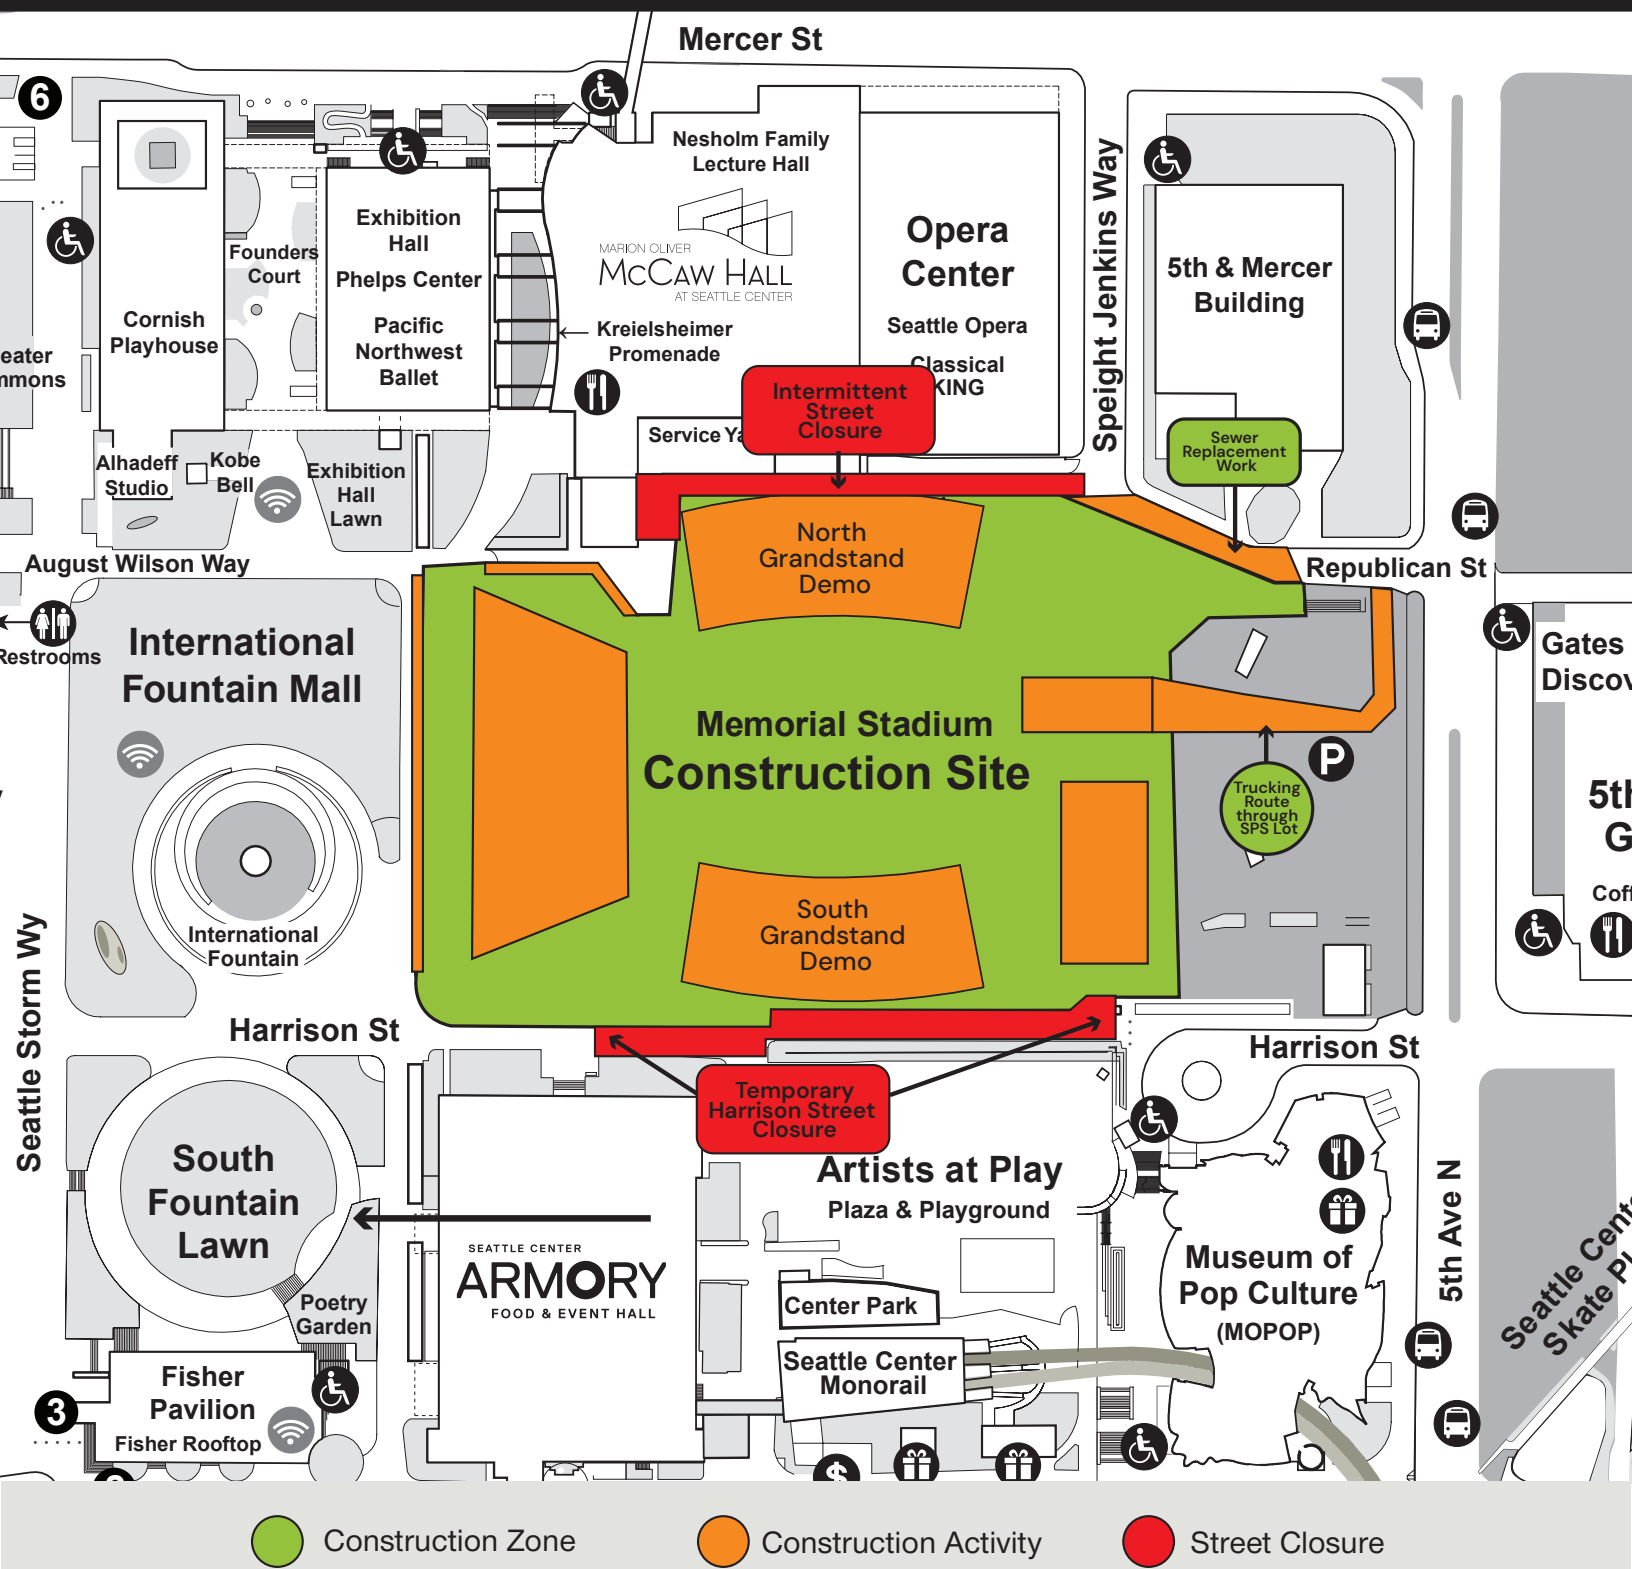 Mercer St
6
Nesholm Family
Lecture Hall
MARION OLIVER
McCAW HALL
AT SEATTLE CENTER
Opera
Center
Seattle Opera
Classical
KING
Speight Jenkins Way
5th & Mercer
Building
Exhibition
Hall
Phelps Center
Pacific
Northwest
Ballet
Founders
Court
Cornish
Playhouse
Kreielsheimer
Promenade
eater
mmons
Intermittent
Street
Closure
Service Ya
Sewer
Replacement
Work
Alhadeff
Studio
Kobe
Bell
Exhibition
Hall
Lawn
August Wilson Way
North
Grandstand
Demo
Republican St
Restrooms
International
Fountain Mall
Gates
Discov
Memorial Stadium
Construction Site
P
Trucking
Route
through
SPS Lot
5th
G
Coff
International
Fountain
South
Grandstand
Demo
Seattle Storm Wy
Harrison St
Harrison St
Temporary
Harrison Street
Closure
South
Fountain
Lawn
Artists at Play
Plaza & Playground
SEATTLE CENTER
ARMORY
FOOD & EVENT HALL
Poetry
Garden
Center Park
Seattle Center
Monorail
Museum of
Pop Culture
(MOPOP)
5th Ave N
Seattle Cente
Skate Pl
Fisher
Pavilion
Fisher Rooftop
3
$
Construction Zone
Construction Activity
Street Closure